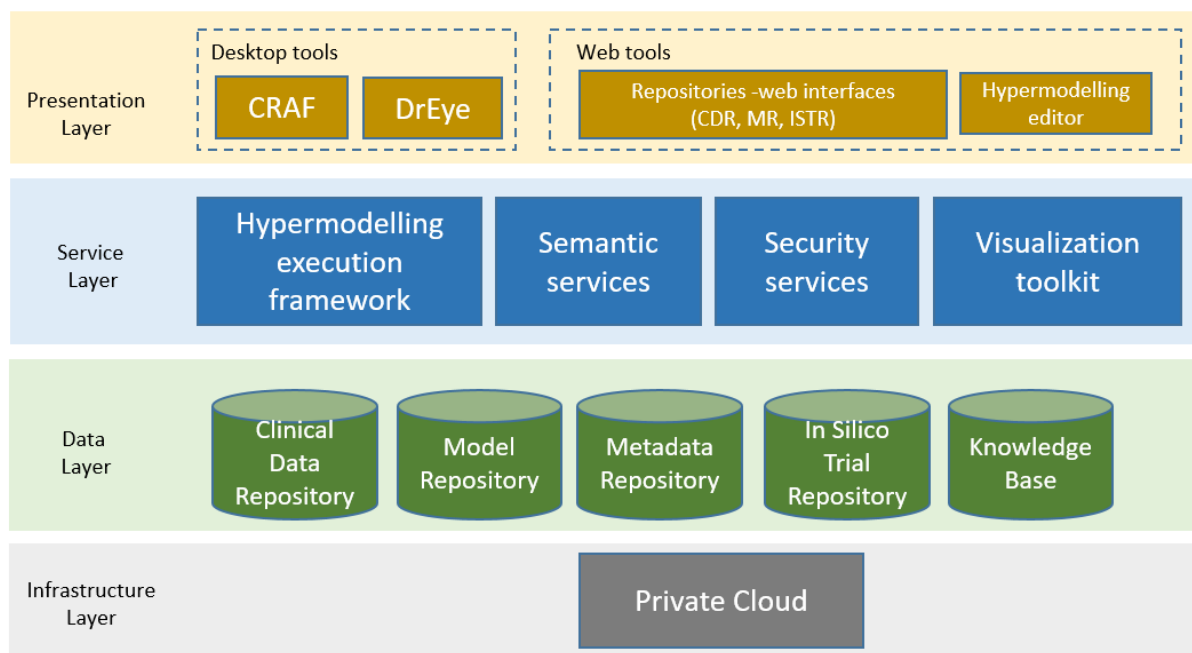 Presentation
Layer
Desktop tools
CRAF
DrEye
Web tools
Repositories -web interfaces
(CDR, MR, ISTR)
Hypermodelling
editor
Service
Layer
Hypermodelling
execution
framework
Semantic
services
Security
services
Visualization
toolkit
Data
Layer
Clinical
Data
Repository
Model
Repository
Metadata
Repository
In Silico
Trial
Repository
Knowledge
Base
Infrastructure
Layer
Private Cloud